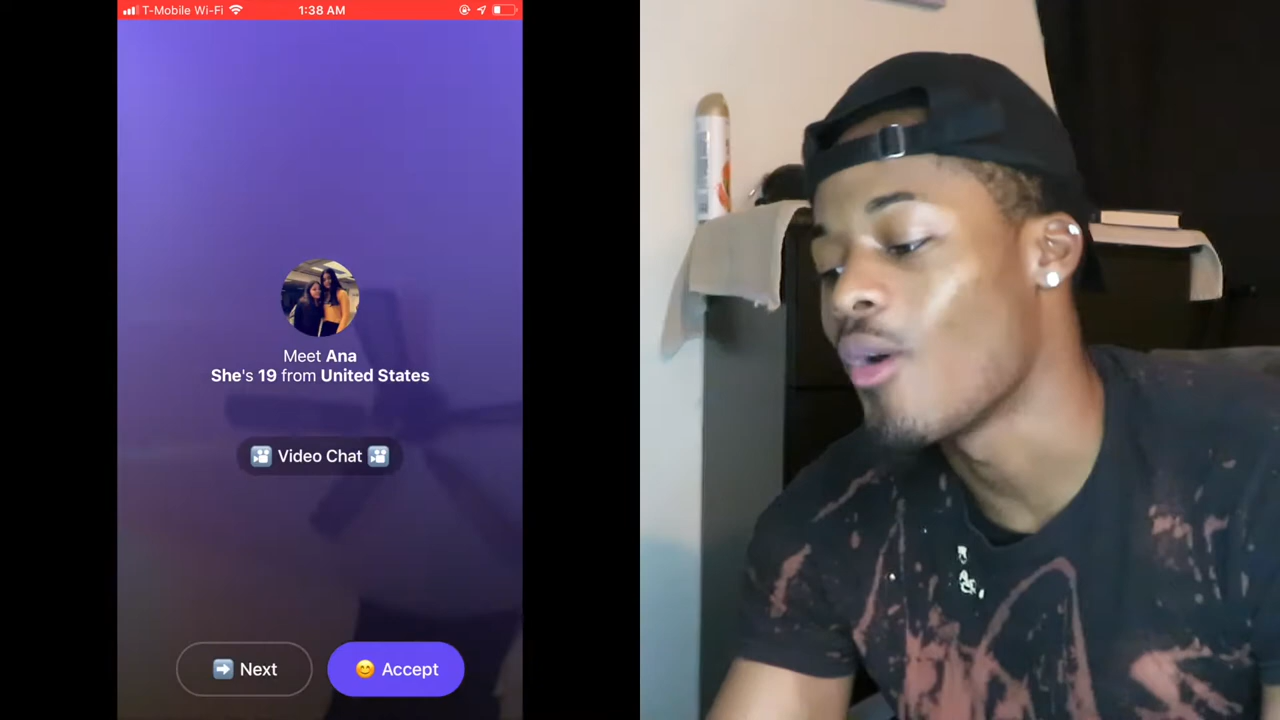 T-Mobile Wi-Fi 1:38 AM
Meet Ana
She's 19 from United States
Video Chat
Next
Accept